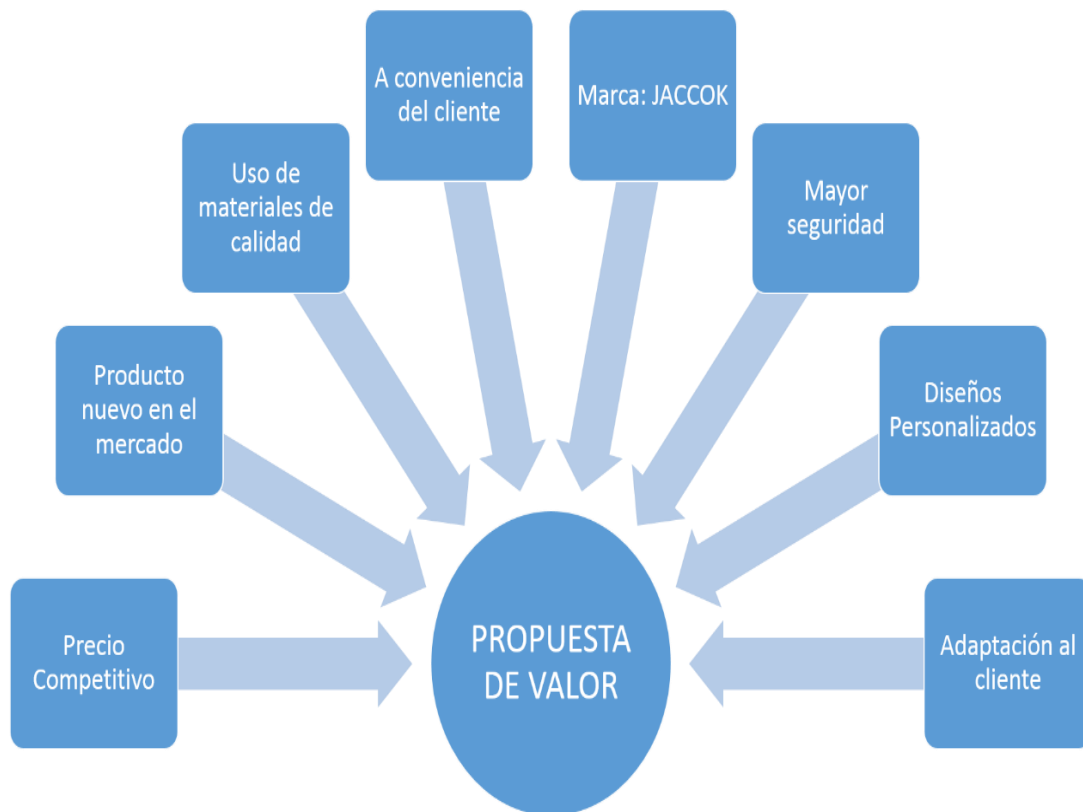 A conveniencia
del cliente
Marca: JACCOK
Uso de
materiales de
calidad
Mayor
seguridad
Producto
nuevo en el
mercado
Diseños
Personalizados
Precio
Competitivo
PROPUESTA
DE VALOR
Adaptación al
cliente